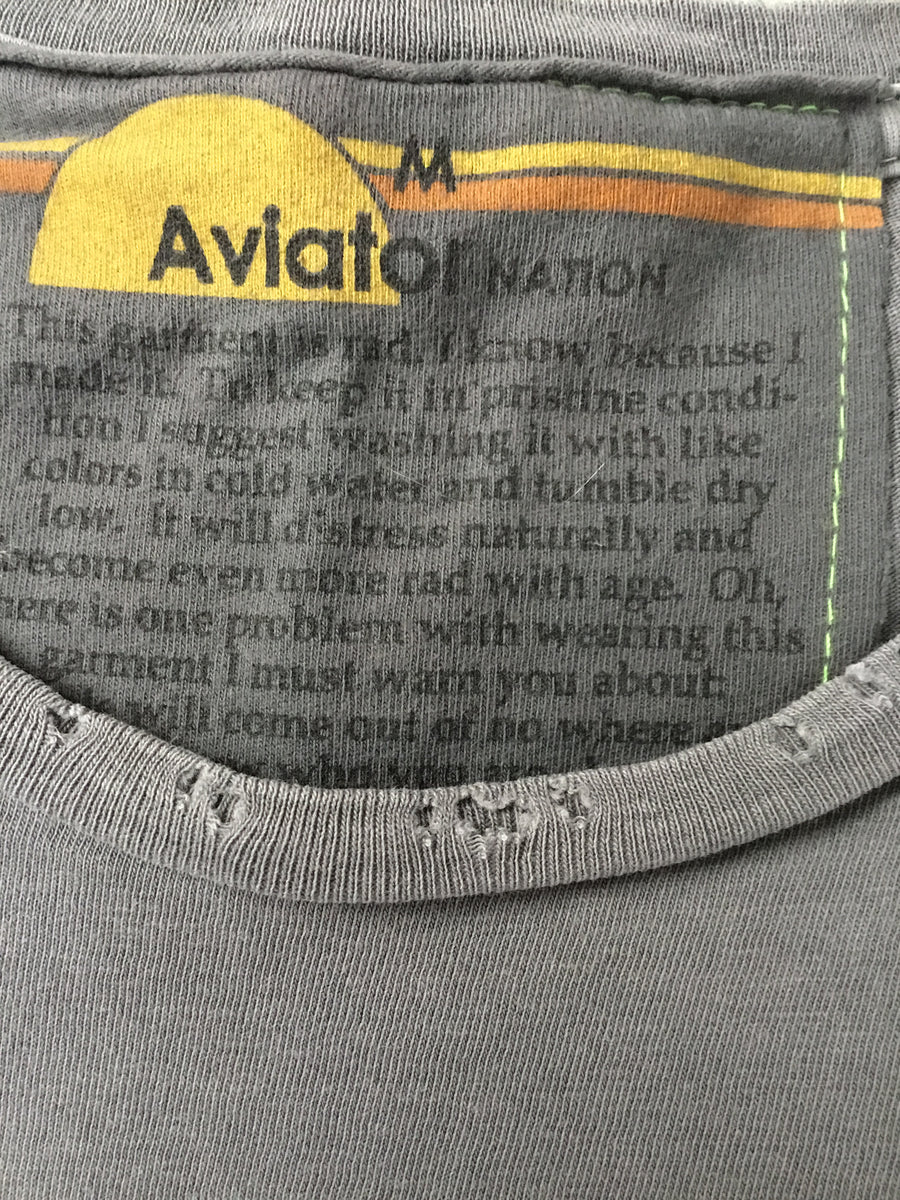 M
Aviator NATION
This garment is rad. I know because I
made it. To keep it in pristine condi-
tion I suggest washing it with like
colors in cold water and tumble dry
low. It will distress naturally and
become even more rad with age. Oh,
here is one problem with wearing this
garment I must warn you about;
will come out of no where
who you